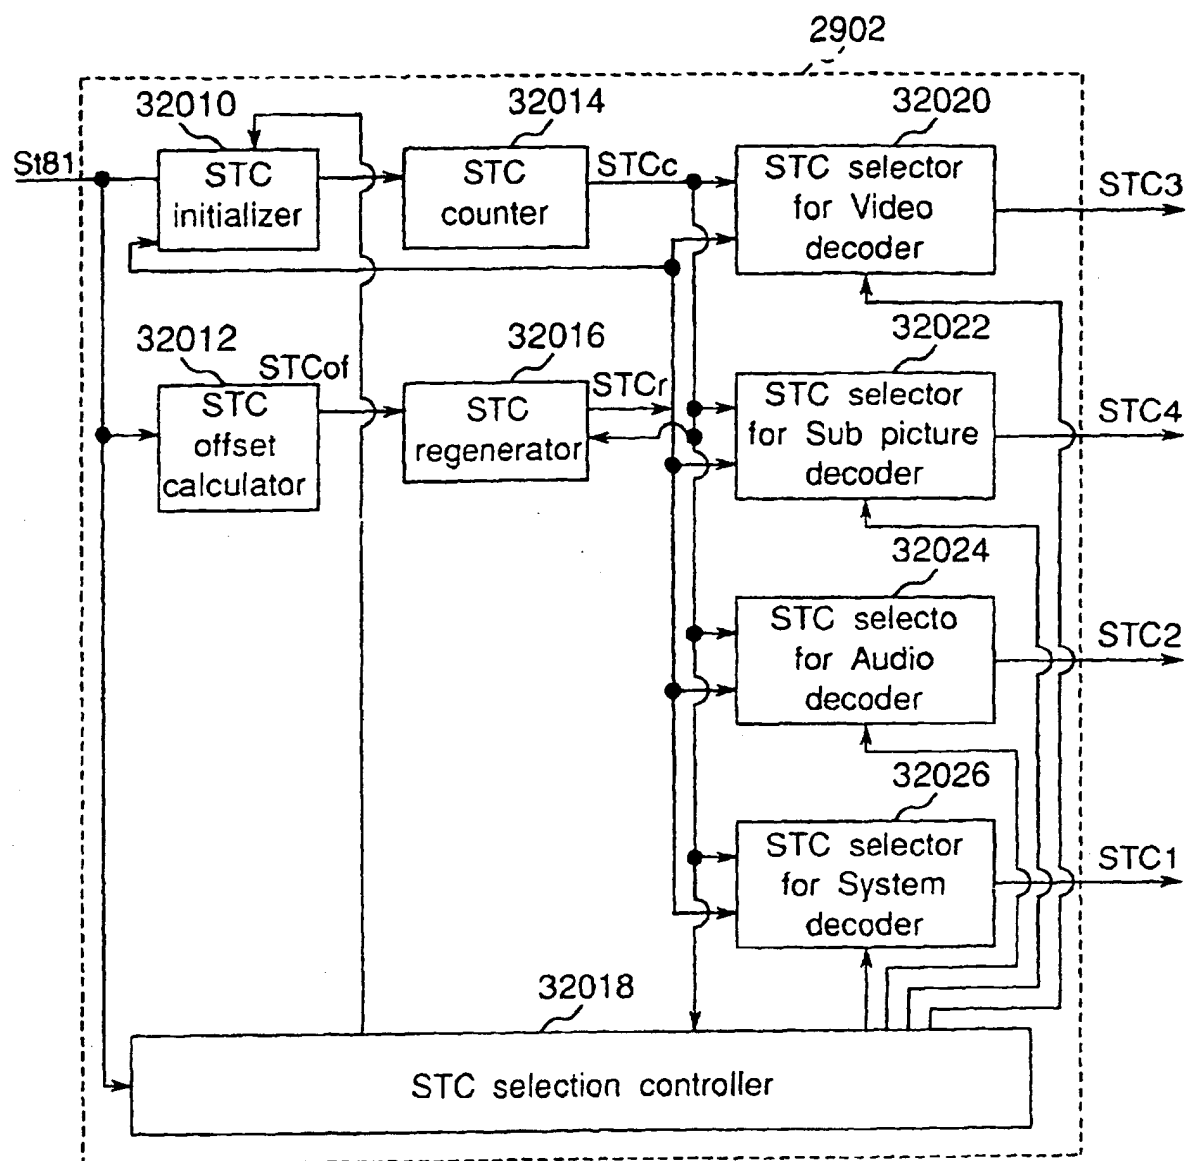 2902
32010
32014
32020
St81
STC
initializer
STC
counter
STCc
STC selector
for Video
decoder
STC3
32012
STCof
32016
STCr
32022
STC
offset
calculator
STC
regenerator
STC selector
for Sub picture
decoder
STC4
32024
STC selecto
for Audio
decoder
STC2
32026
STC selector
for System
decoder
STC1
32018
STC selection controller